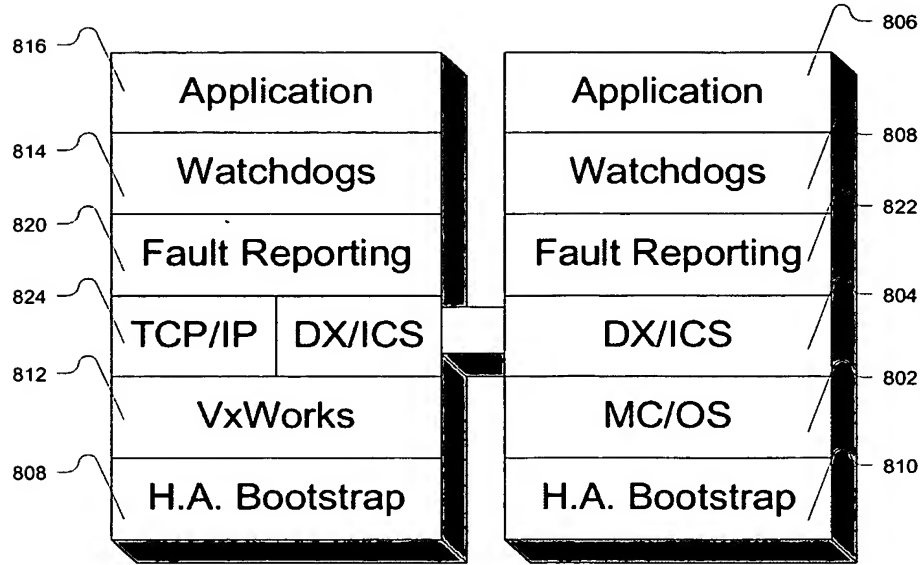 806
816
Application Application
814 808
Watchdogs Watchdogs
820 822
Fault Reporting Fault Reporting
824 804
TCP/IP DX/ICS DX/ICS
812 802
VxWorks MC/OS
808 810
H.A. Bootstrap H.A. Bootstrap